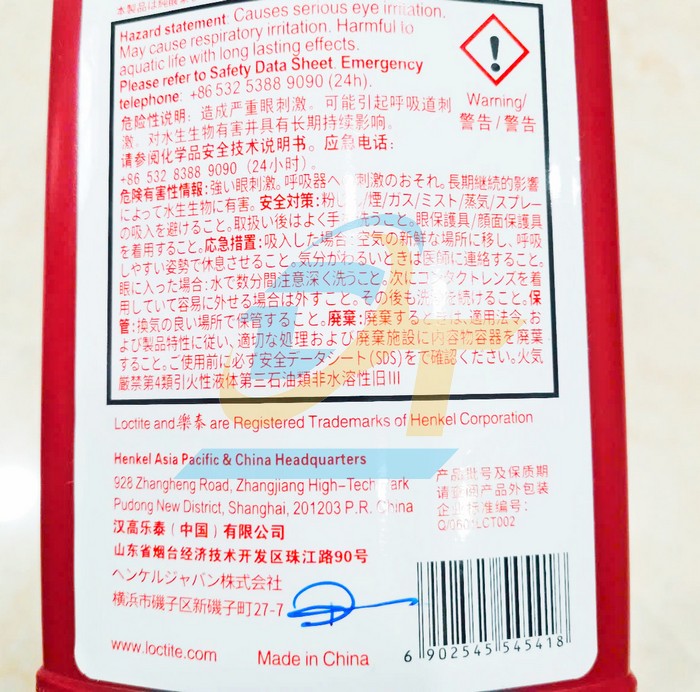 本製品は純酸素
Hazard statement: Causes serious eye irritation.
May cause respiratory irritation. Harmful to
aquatic life with long lasting effects.
Please refer to Safety Data Sheet. Emergency
telephone: +86 532 5388 9090 (24h).
危险性说明: 造成严重眼刺激。可能引起呼吸道刺
激。对水生生物有害并具有长期持续影响。
请参阅化学品安全技术说明书。应急电话:
+86 532 8388 9090 (24小时)。
Warning/
警告/警告
危険有害性情報:強い眼刺激。呼吸器への刺激のおそれ。長期継続的影響
によって水生生物に有害。安全対策:粉じん/煙/ガス/ミスト/蒸気/スプレー
の吸入を避けること。取扱い後はよく手を洗うこと。眼保護具/顔面保護具
を着用すること。応急措置:吸入した場合:空気の新鮮な場所に移し、呼吸
しやすい姿勢で休息させること。気分がわるいときは医師に連絡すること。
眼に入った場合:水で数分間注意深く洗うこと。次にコンタクトレンズを着
用していて容易に外せる場合は外すこと。その後も洗浄を続けること。保
管:換気の良い場所で保管すること。廃棄:廃棄するときは、適用法令、お
よび製品特性に従い、適切な処理および廃棄施設に内容物容器を廃棄
すること。ご使用前に必ず安全データシート(SDS)をて確認ください。火気
厳禁第4類引火性液体第三石油類非水溶性旧III
Loctite and 樂泰 are Registered Trademarks of Henkel Corporation
Henkel Asia Pacific & China Headquarters
928 Zhangheng Road, Zhangjiang High-Tech Park
Pudong New District, Shanghai, 201203 P.R. China
汉高乐泰（中国）有限公司
山东省烟台经济技术开发区珠江路90号
ヘンケルジャパン株式会社
横浜市磯子区新磯子町27-7
产品批号及保质期
请查阅产品外包装
企业标准编号:
Q/0601LCT002
www.loctite.com
Made in China
6 902545 545418